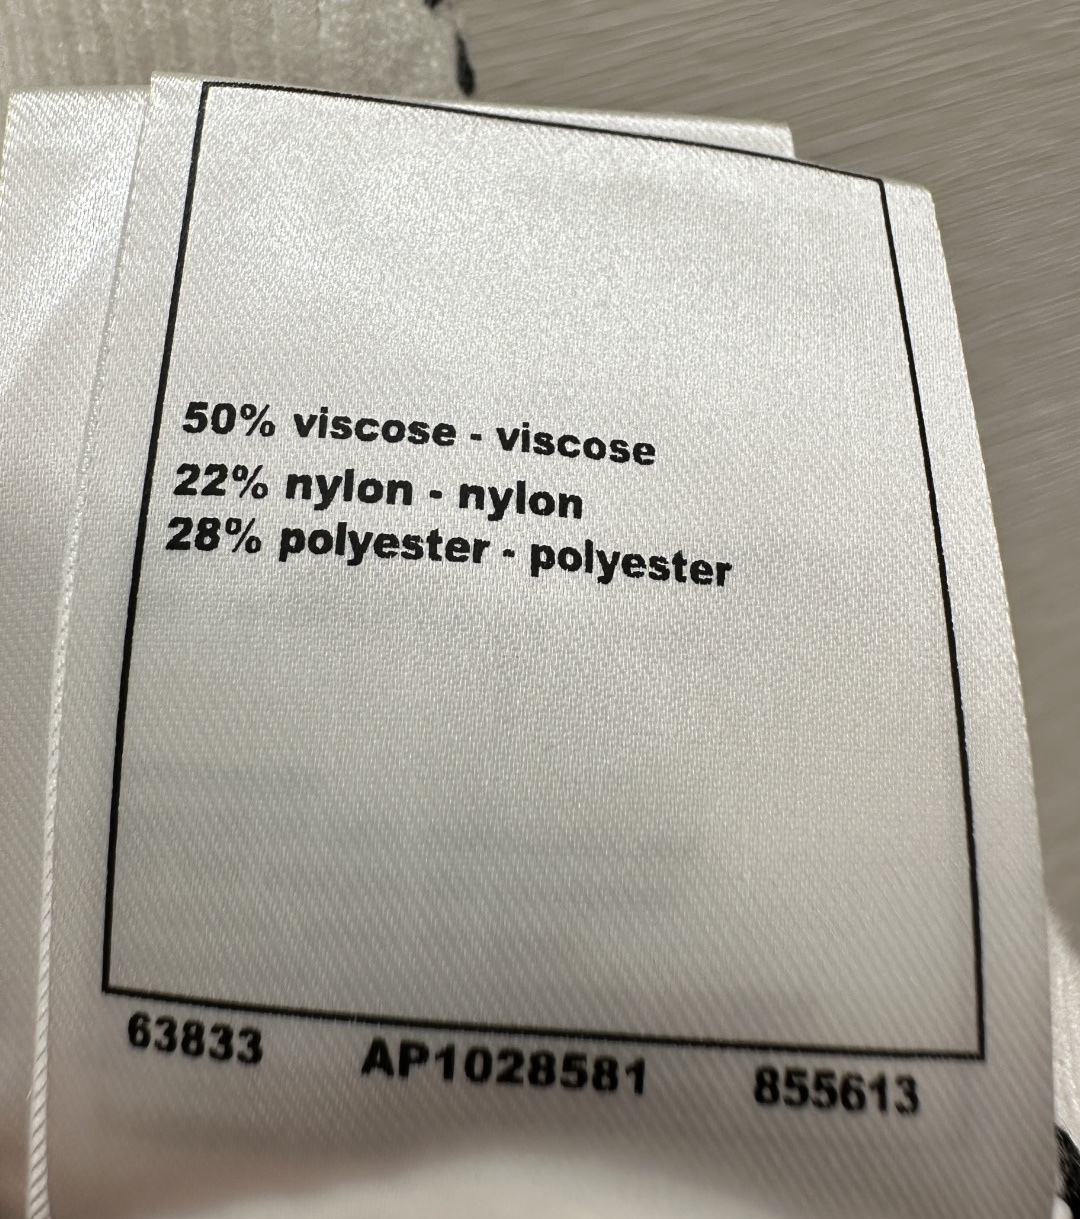 50% viscose - viscose
22% nylon - nylon
28% polyester - polyester
63833 AP1028581 855613